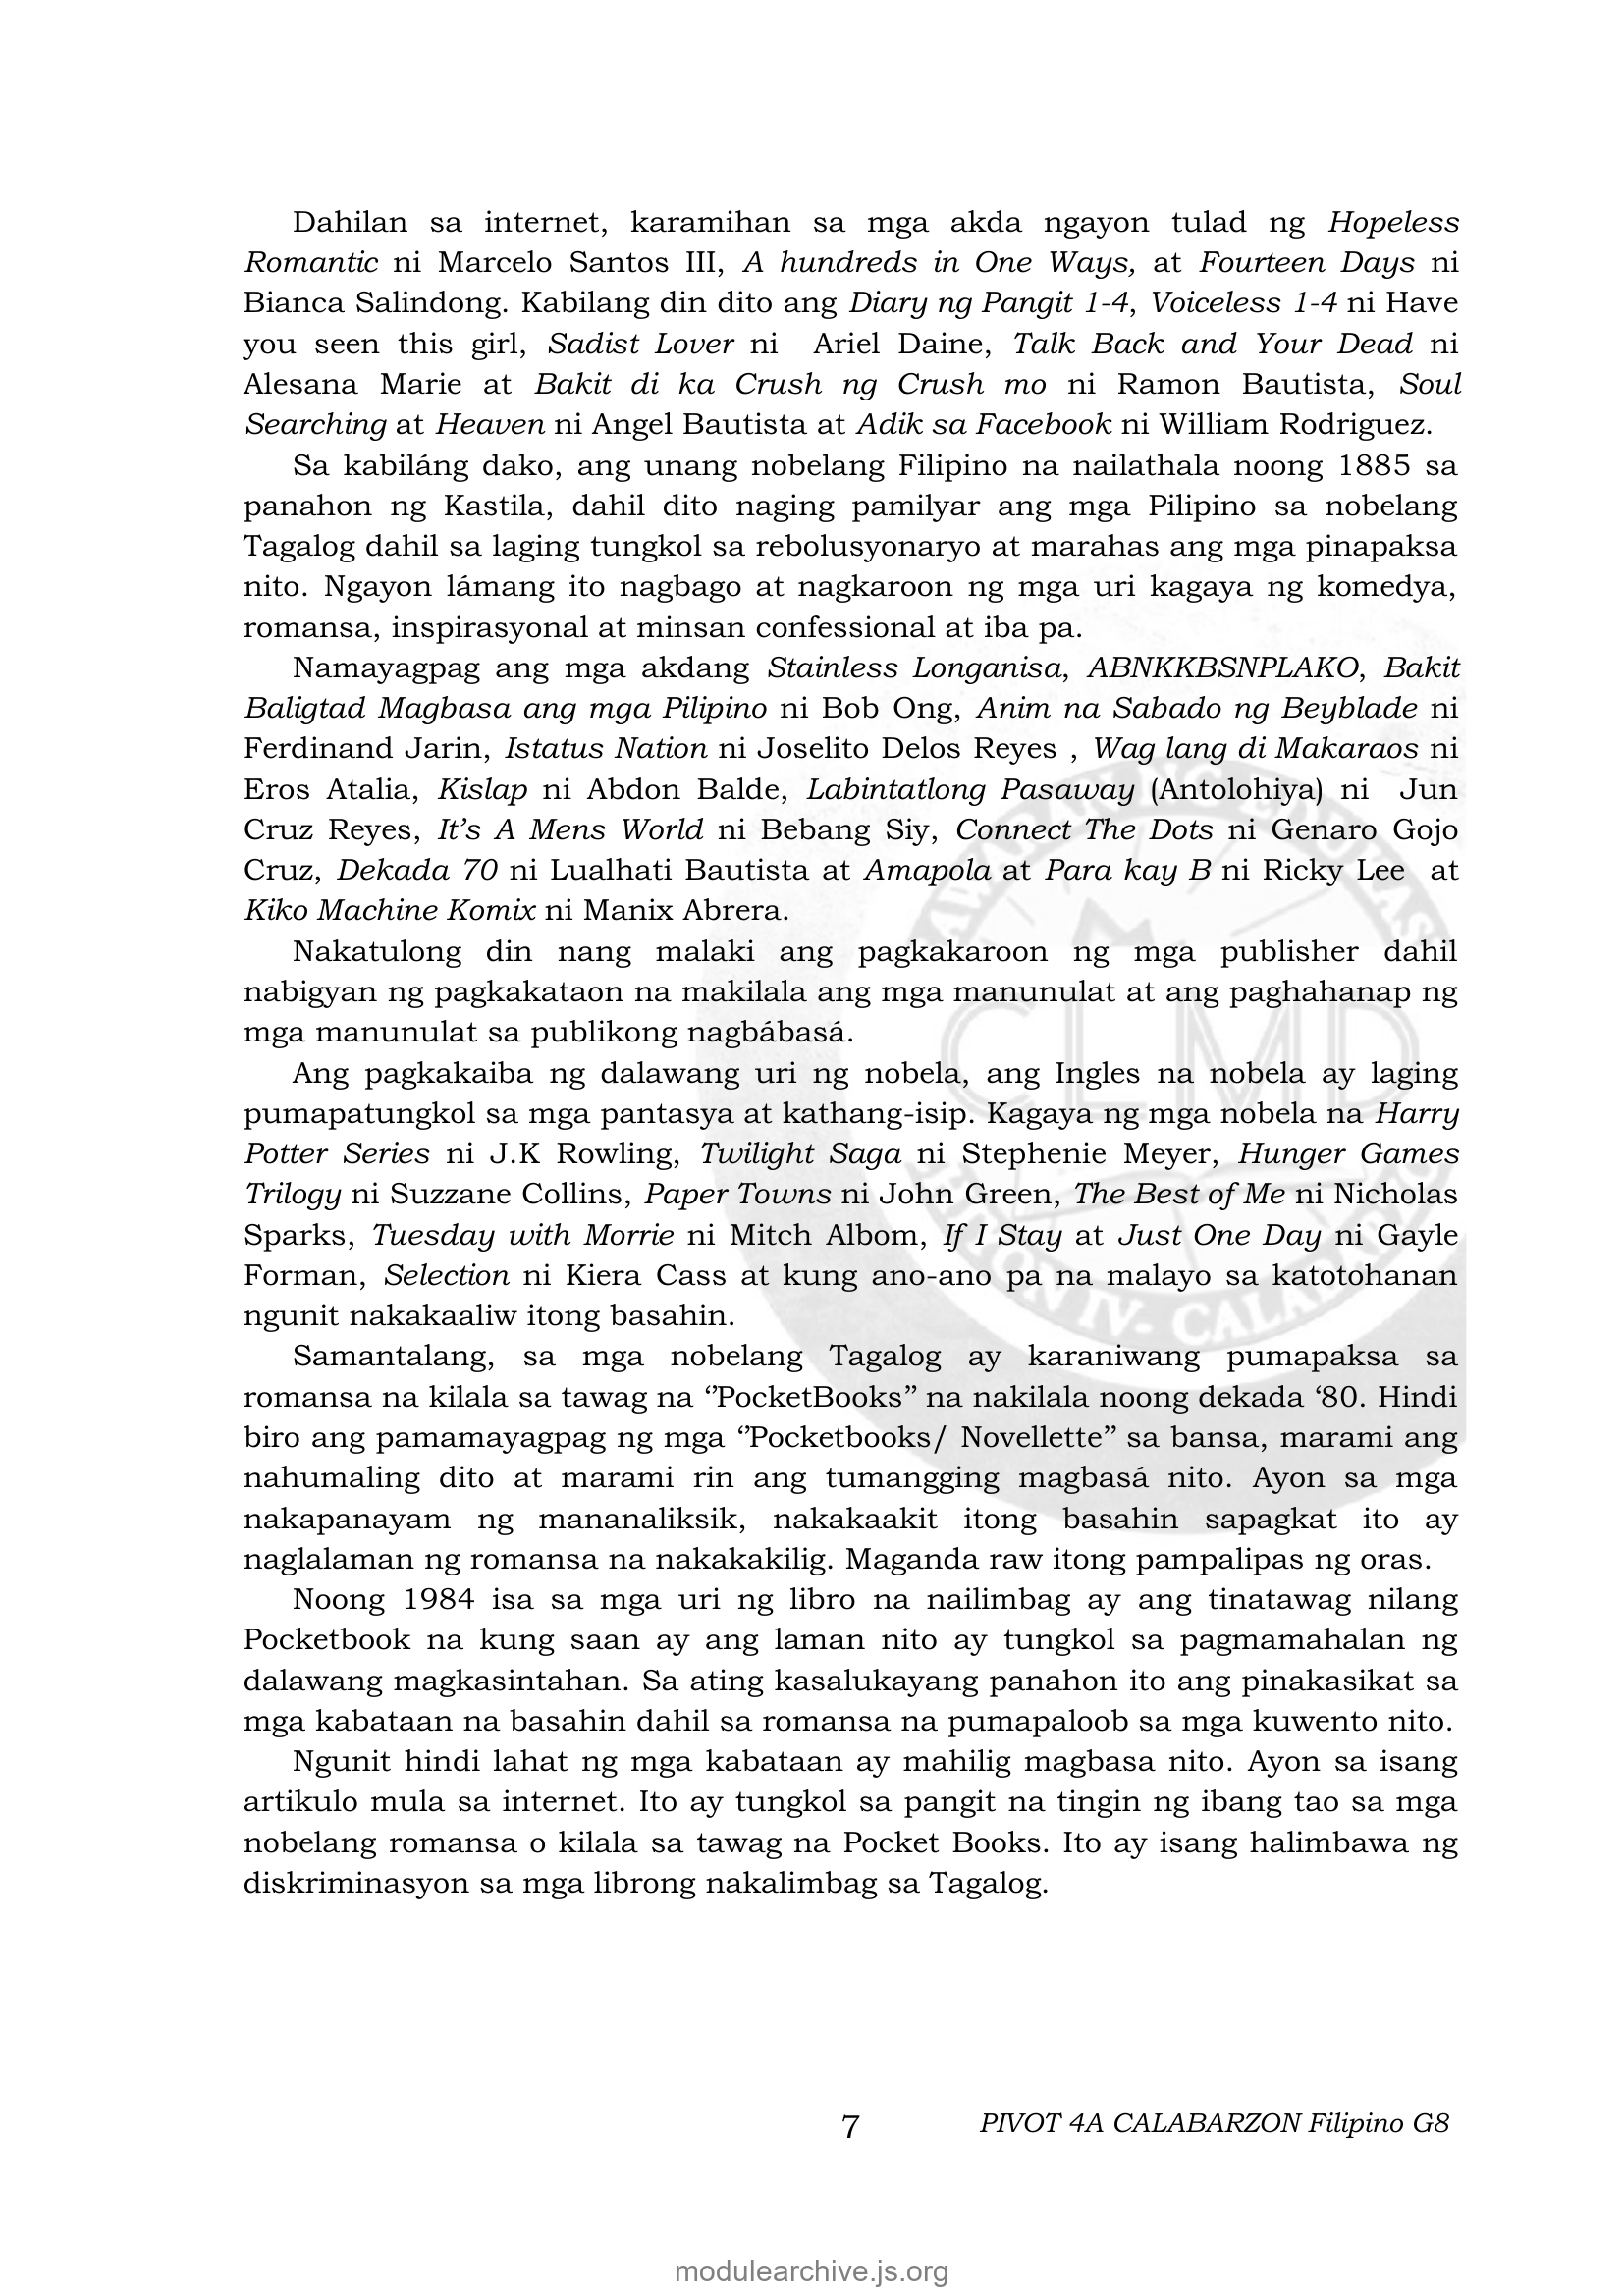 Dahilan sa internet, karamihan sa mga akda ngayon tulad ng Hopeless
Romantic ni Marcelo Santos III, A hundreds in One Ways, at Fourteen Days ni
Bianca Salindong. Kabilang din dito ang Diary ng Pangit 1-4, Voiceless 1-4 ni Have
you seen this girl, Sadist Lover ni Ariel Daine, Talk Back and Your Dead ni
Alesana Marie at Bakit di ka Crush ng Crush mo ni Ramon Bautista, Soul
Searching at Heaven ni Angel Bautista at Adik sa Facebook ni William Rodriguez.
Sa kabiláng dako, ang unang nobelang Filipino na nailathala noong 1885 sa
panahon ng Kastila, dahil dito naging pamilyar ang mga Pilipino sa nobelang
Tagalog dahil sa laging tungkol sa rebolusyonaryo at marahas ang mga pinapaksa
nito. Ngayon lámang ito nagbago at nagkaroon ng mga uri kagaya ng komedya,
romansa, inspirasyonal at minsan confessional at iba pa.
Namayagpag ang mga akdang Stainless Longanisa, ABNKKBSNPLAKO, Bakit
Baligtad Magbasa ang mga Pilipino ni Bob Ong, Anim na Sabado ng Beyblade ni
Ferdinand Jarin, Istatus Nation ni Joselito Delos Reyes , Wag lang di Makaraos ni
Eros Atalia, Kislap ni Abdon Balde, Labintatlong Pasaway (Antolohiya) ni Jun
Cruz Reyes, It’s A Mens World ni Bebang Siy, Connect The Dots ni Genaro Gojo
Cruz, Dekada 70 ni Lualhati Bautista at Amapola at Para kay B ni Ricky Lee at
Kiko Machine Komix ni Manix Abrera.
Nakatulong din nang malaki ang pagkakaroon ng mga publisher dahil
nabigyan ng pagkakataon na makilala ang mga manunulat at ang paghahanap ng
mga manunulat sa publikong nagbábasá.
Ang pagkakaiba ng dalawang uri ng nobela, ang Ingles na nobela ay laging
pumapatungkol sa mga pantasya at kathang-isip. Kagaya ng mga nobela na Harry
Potter Series ni J.K Rowling, Twilight Saga ni Stephenie Meyer, Hunger Games
Trilogy ni Suzzane Collins, Paper Towns ni John Green, The Best of Me ni Nicholas
Sparks, Tuesday with Morrie ni Mitch Albom, If I Stay at Just One Day ni Gayle
Forman, Selection ni Kiera Cass at kung ano-ano pa na malayo sa katotohanan
ngunit nakakaaliw itong basahin.
Samantalang, sa mga nobelang Tagalog ay karaniwang pumapaksa sa
romansa na kilala sa tawag na ‘’PocketBooks’’ na nakilala noong dekada ‘80. Hindi
biro ang pamamayagpag ng mga ‘’Pocketbooks/ Novellette’’ sa bansa, marami ang
nahumaling dito at marami rin ang tumangging magbasá nito. Ayon sa mga
nakapanayam ng mananaliksik, nakakaakit itong basahin sapagkat ito ay
naglalaman ng romansa na nakakakilig. Maganda raw itong pampalipas ng oras.
Noong 1984 isa sa mga uri ng libro na nailimbag ay ang tinatawag nilang
Pocketbook na kung saan ay ang laman nito ay tungkol sa pagmamahalan ng
dalawang magkasintahan. Sa ating kasalukayang panahon ito ang pinakasikat sa
mga kabataan na basahin dahil sa romansa na pumapaloob sa mga kuwento nito.
Ngunit hindi lahat ng mga kabataan ay mahilig magbasa nito. Ayon sa isang
artikulo mula sa internet. Ito ay tungkol sa pangit na tingin ng ibang tao sa mga
nobelang romansa o kilala sa tawag na Pocket Books. Ito ay isang halimbawa ng
diskriminasyon sa mga librong nakalimbag sa Tagalog.
CLMD
7 PIVOT 4A CALABARZON Filipino G8
modulearchive.js.org